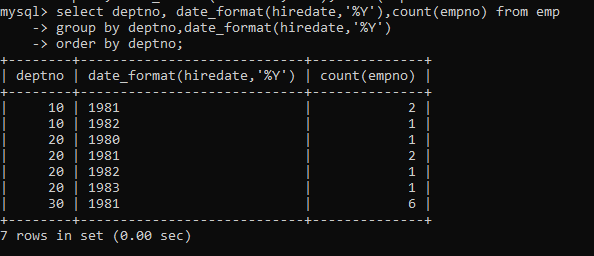 mysql> select deptno, date_format(hiredate,'%Y'),count(empno) from emp
    -> group by deptno,date_format(hiredate,'%Y')
    -> order by deptno;
+--------+----------------------------+--------------+
| deptno | date_format(hiredate,'%Y') | count(empno) |
+--------+----------------------------+--------------+
|     10 | 1981                       |            2 |
|     10 | 1982                       |            1 |
|     20 | 1980                       |            1 |
|     20 | 1981                       |            2 |
|     20 | 1982                       |            1 |
|     20 | 1983                       |            1 |
|     30 | 1981                       |            6 |
+--------+----------------------------+--------------+
7 rows in set (0.00 sec)